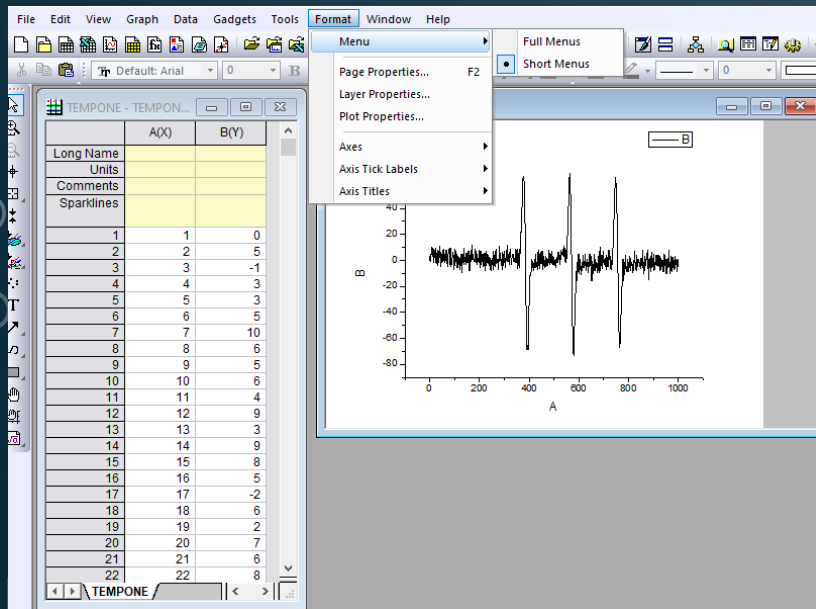 File Edit View Graph Data Gadgets Tools Format Window Help
Menu
Full Menus
Short Menus
Default: Arial 0 B
0
Page Properties... F2
Layer Properties...
Plot Properties...
Axes
Axis Tick Labels
Axis Titles
TEMPONE - TEMPON...
A(X) B(Y)
Long Name
Units
Comments
Sparklines
1 1 0
2 2 5
3 3 -1
4 4 3
5 5 3
6 6 5
7 7 10
8 8 6
9 9 5
10 10 6
11 11 4
12 12 9
13 13 3
14 14 9
15 15 8
16 16 5
17 17 -2
18 18 6
19 19 2
20 20 7
21 21 6
22 22 8
TEMPONE
B
40
20
0
-20
-40
-60
-80
B
0 200 400 600 800 1000
A